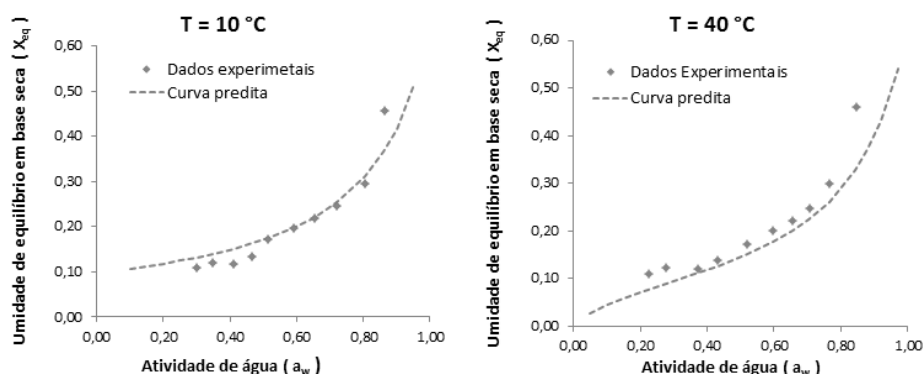 T = 10 °C
Umidade de equilíbrio em base seca ( Xeq )
0,60
0,50
0,40
0,30
0,20
0,10
0,00
Dados experimetais
Curva predita
0,00 0,20 0,40 0,60 0,80 1,00
Atividade de água ( aw )
T = 40 °C
Umidade de equilíbrio em base seca ( Xeq )
0,60
0,50
0,40
0,30
0,20
0,10
0,00
Dados Experimentais
Curva predita
0,00 0,20 0,40 0,60 0,80 1,00
Atividade de água ( aw )